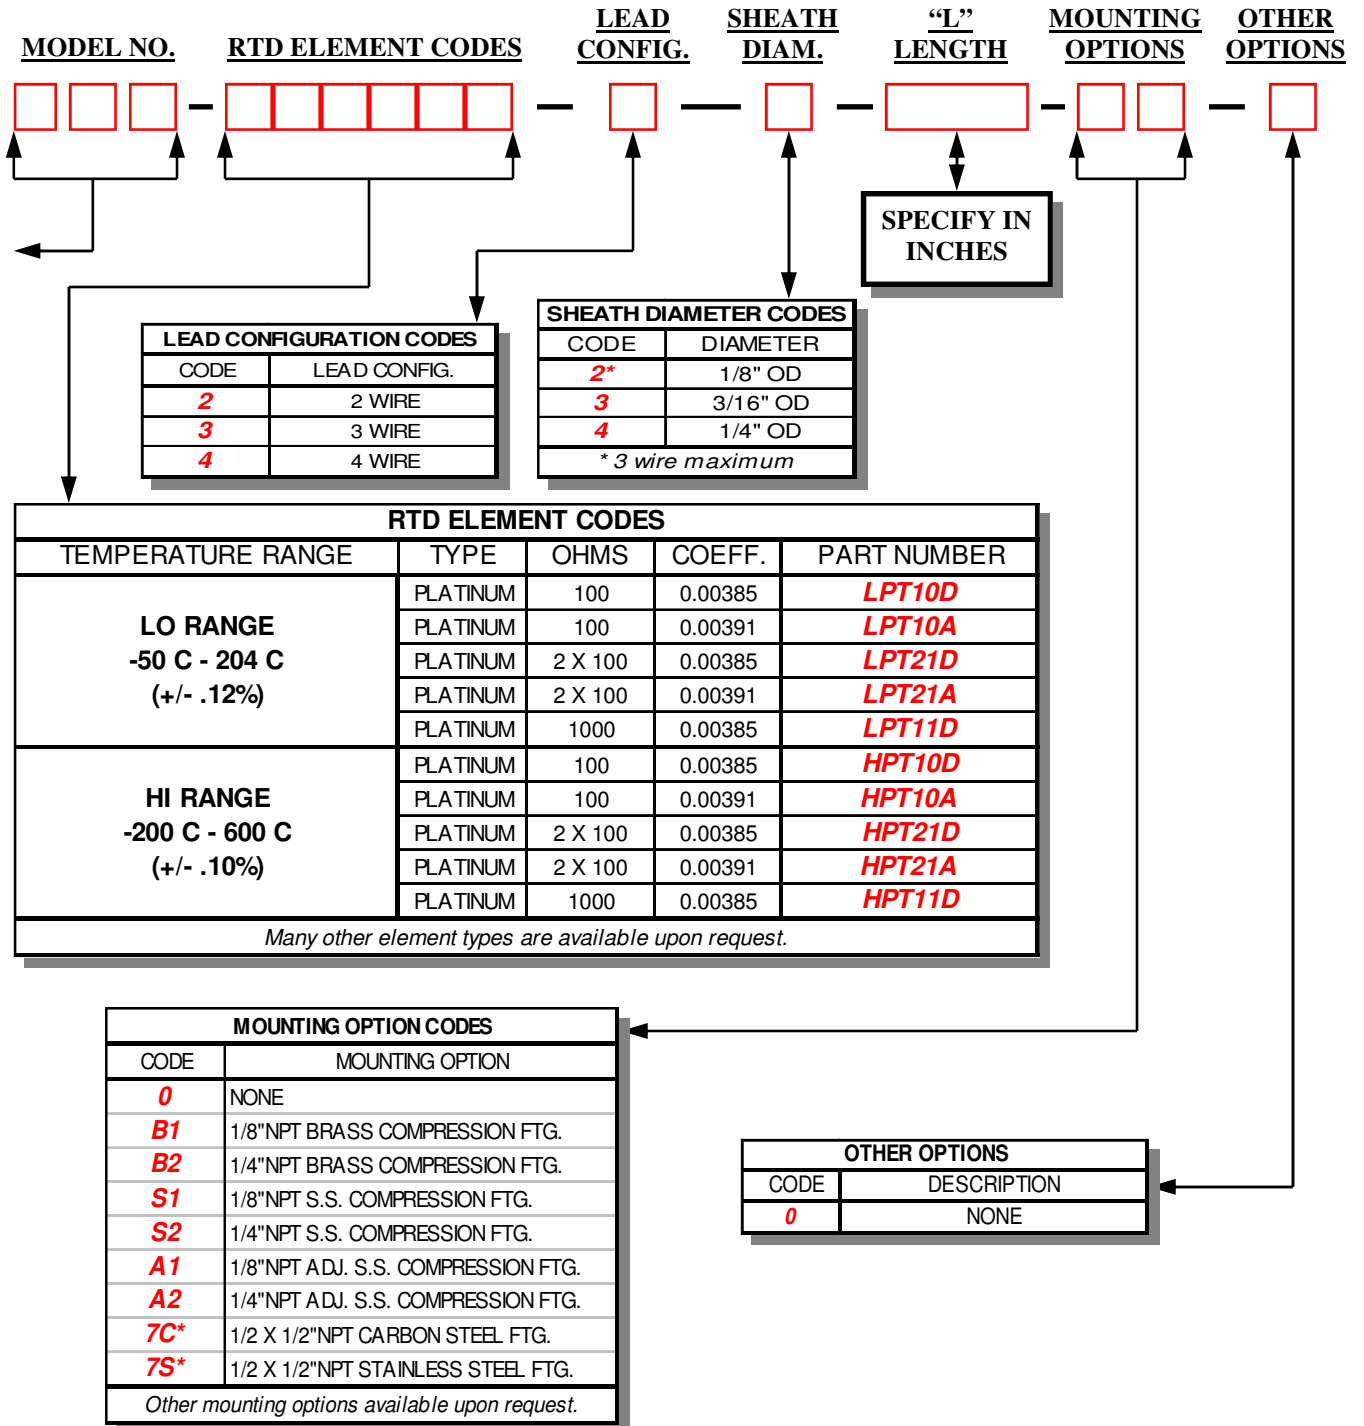 MODEL NO.
RTD ELEMENT CODES
LEAD
CONFIG.
SHEATH
DIAM.
“L”
LENGTH
MOUNTING
OPTIONS
OTHER
OPTIONS
SPECIFY IN
INCHES
LEAD CONFIGURATION CODES
CODE LEAD CONFIG.
2 2 WIRE
3 3 WIRE
4 4 WIRE
SHEATH DIAMETER CODES
CODE DIAMETER
2* 1/8" OD
3 3/16" OD
4 1/4" OD
* 3 wire maximum
RTD ELEMENT CODES
TEMPERATURE RANGE TYPE OHMS COEFF. PART NUMBER
LO RANGE
-50 C - 204 C
(+/- .12%)
PLATINUM 100 0.00385 LPT10D
PLATINUM 100 0.00391 LPT10A
PLATINUM 2 X 100 0.00385 LPT21D
PLATINUM 2 X 100 0.00391 LPT21A
PLATINUM 1000 0.00385 LPT11D
HI RANGE
-200 C - 600 C
(+/- .10%)
PLATINUM 100 0.00385 HPT10D
PLATINUM 100 0.00391 HPT10A
PLATINUM 2 X 100 0.00385 HPT21D
PLATINUM 2 X 100 0.00391 HPT21A
PLATINUM 1000 0.00385 HPT11D
Many other element types are available upon request.
MOUNTING OPTION CODES
CODE MOUNTING OPTION
0 NONE
B1 1/8"NPT BRASS COMPRESSION FTG.
B2 1/4"NPT BRASS COMPRESSION FTG.
S1 1/8"NPT S.S. COMPRESSION FTG.
S2 1/4"NPT S.S. COMPRESSION FTG.
A1 1/8"NPT ADJ. S.S. COMPRESSION FTG.
A2 1/4"NPT ADJ. S.S. COMPRESSION FTG.
7C* 1/2 X 1/2"NPT CARBON STEEL FTG.
7S* 1/2 X 1/2"NPT STAINLESS STEEL FTG.
Other mounting options available upon request.
OTHER OPTIONS
CODE DESCRIPTION
0 NONE